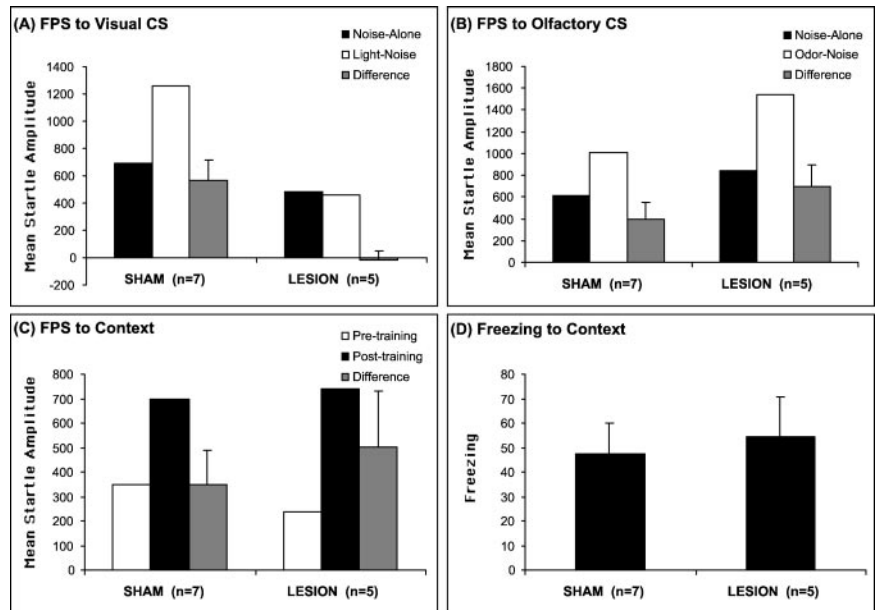 (A) FPS to Visual CS
Noise-Alone
Light-Noise
Difference
Mean Startle Amplitude
1400
1200
1000
800
600
400
200
0
-200
SHAM (n=7)
LESION (n=5)
(B) FPS to Olfactory CS
Noise-Alone
Odor-Noise
Difference
Mean Startle Amplitude
1800
1600
1400
1200
1000
800
600
400
200
0
SHAM (n=7)
LESION (n=5)
(C) FPS to Context
Pre-training
Post-training
Difference
Mean Startle Amplitude
800
700
600
500
400
300
200
100
0
SHAM (n=7)
LESION (n=5)
(D) Freezing to Context
Freezing
80
70
60
50
40
30
20
10
0
SHAM (n=7)
LESION (n=5)